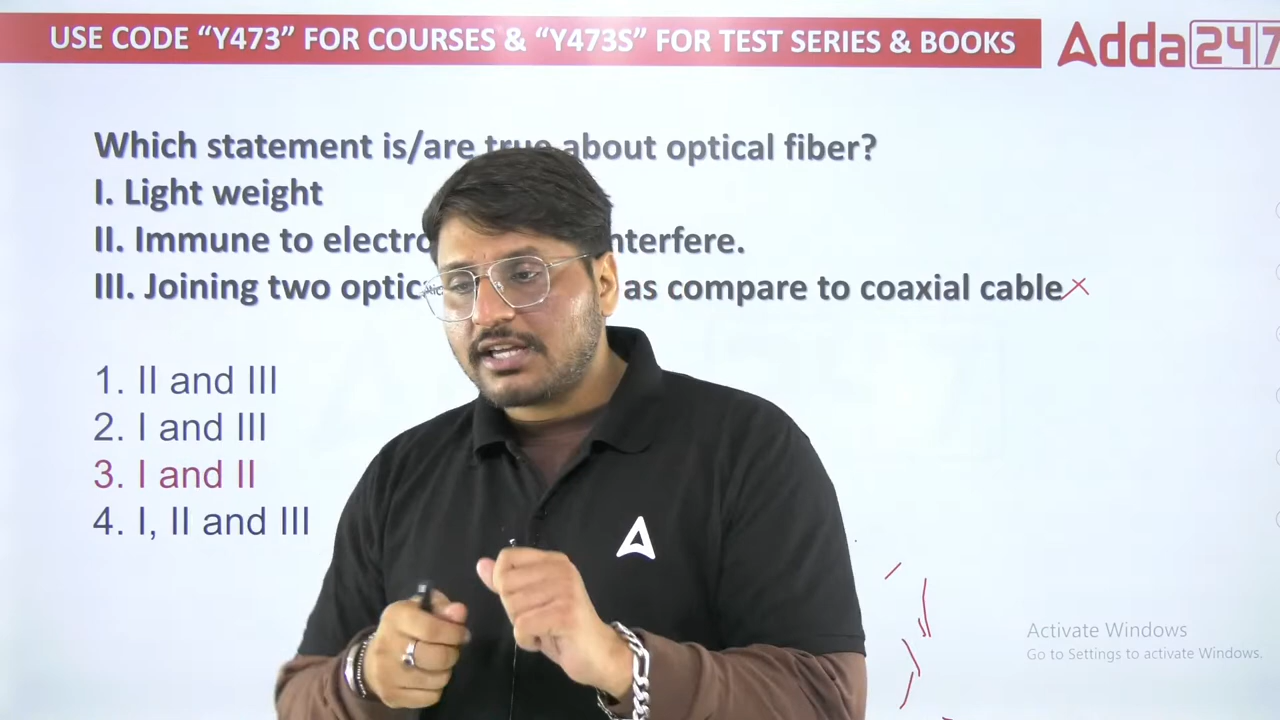 USE CODE “Y473” FOR COURSES & “Y473S” FOR TEST SERIES & BOOKS
Adda247
Which statement is/are true about optical fiber?
I. Light weight
II. Immune to electro nterfere.
III. Joining two optic as compare to coaxial cable
1. II and III
2. I and III
3. I and II
4. I, II and III
Activate Windows
Go to Settings to activate Windows.